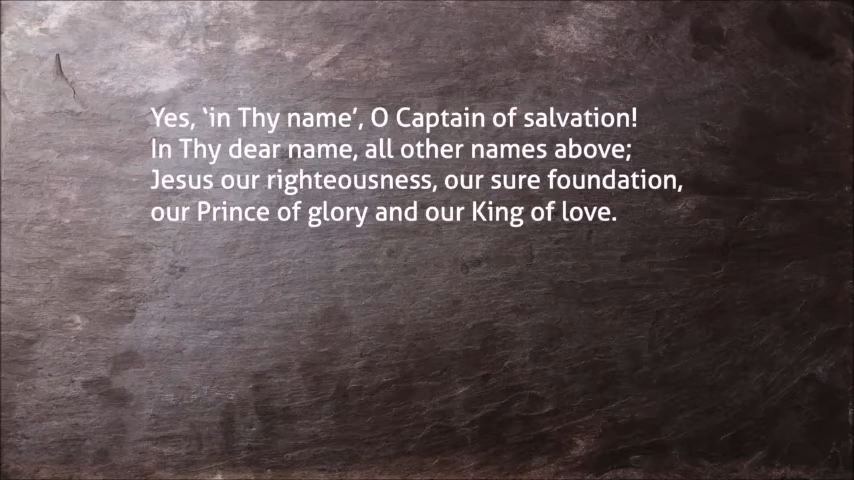 Yes, ‘in Thy name’, O Captain of salvation!
In Thy dear name, all other names above;
Jesus our righteousness, our sure foundation,
our Prince of glory and our King of love.